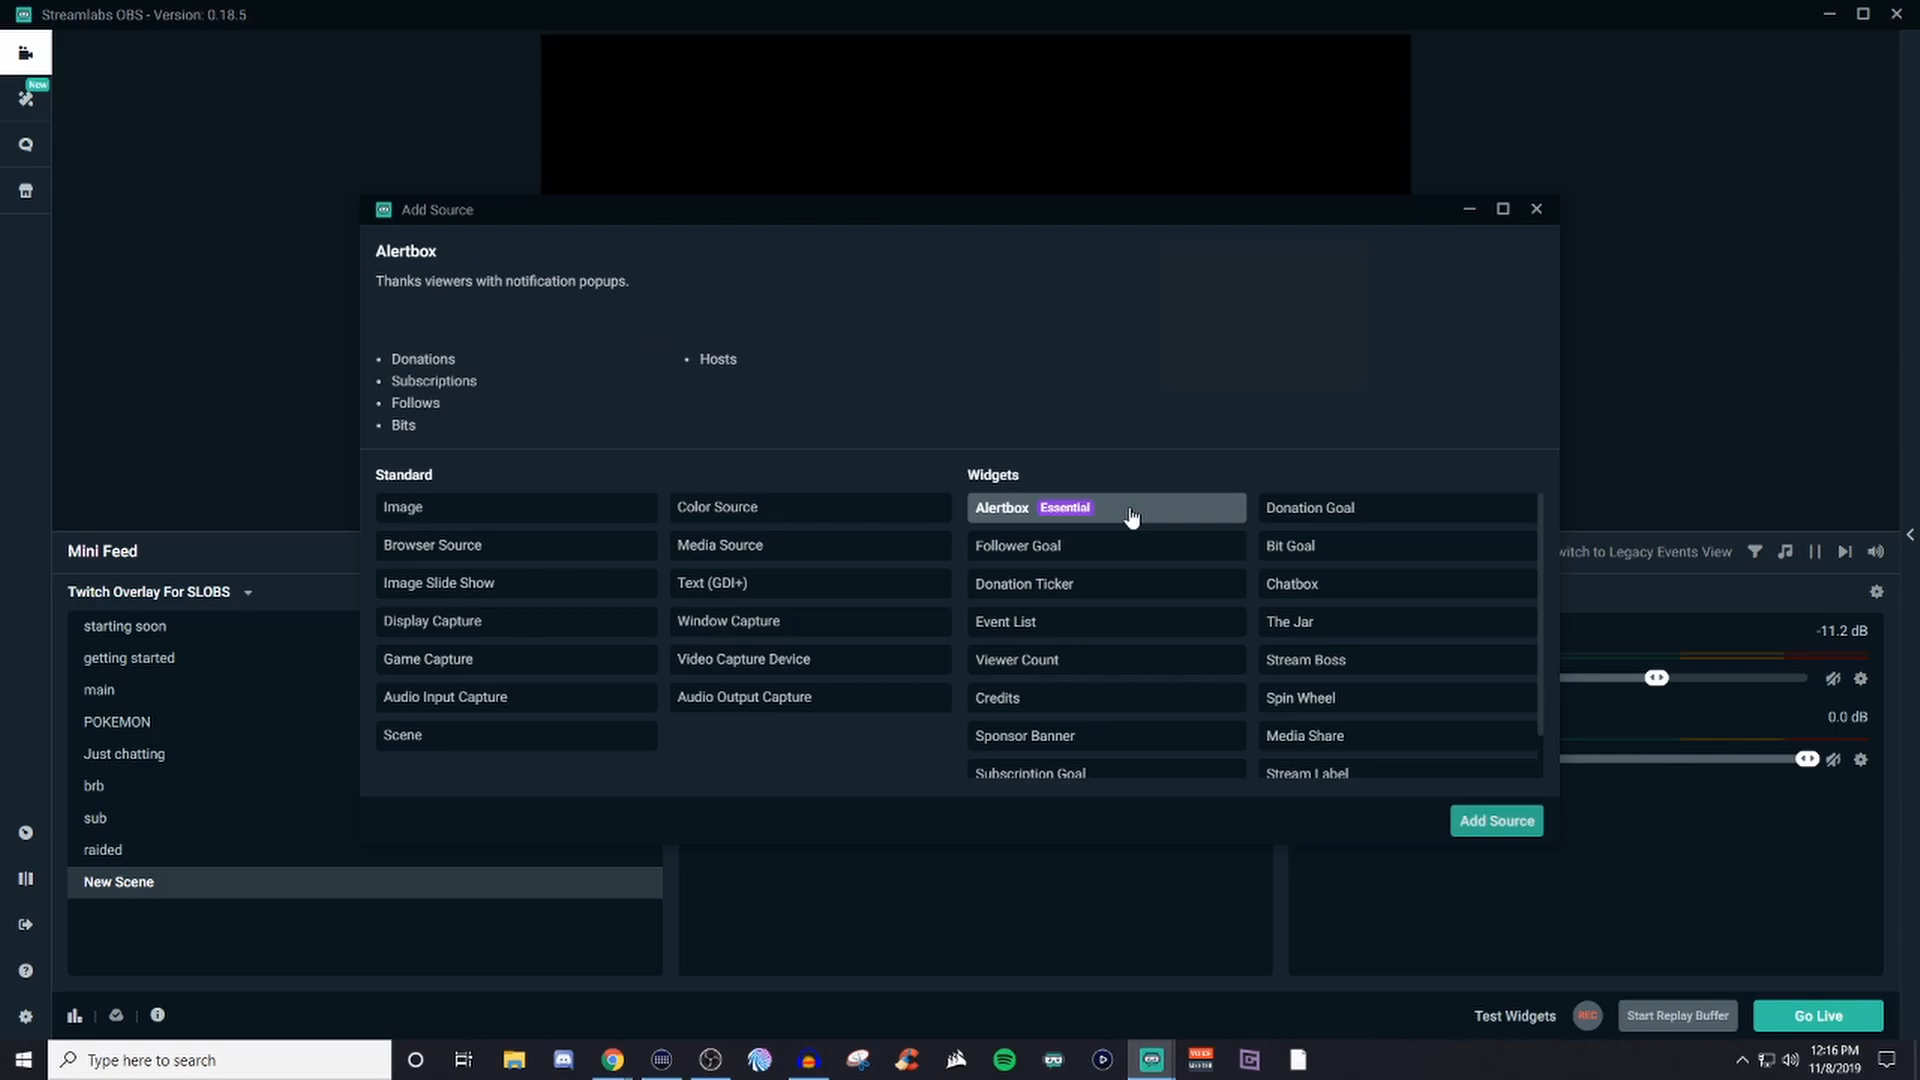 Streamlabs OBS - Version: 0.18.5
New
Add Source
Alertbox
Thanks viewers with notification popups.
• Donations
• Subscriptions
• Follows
• Bits
• Hosts
Standard
Image
Color Source
Browser Source
Media Source
Image Slide Show
Text (GDI+)
Display Capture
Window Capture
Game Capture
Video Capture Device
Audio Input Capture
Audio Output Capture
Scene
Widgets
Alertbox Essential
Donation Goal
Follower Goal
Bit Goal
Donation Ticker
Chatbox
Event List
The Jar
Viewer Count
Stream Boss
Credits
Spin Wheel
Sponsor Banner
Media Share
Subscription Goal
Stream Label
Add Source
Mini Feed
to Legacy Events View
Twitch Overlay For SLOBS
starting soon
getting started
main
POKEMON
Just chatting
brb
sub
raided
New Scene
-11.2 dB
0.0 dB
Test Widgets
REC
Start Replay Buffer
Go Live
Type here to search
12:16 PM
11/8/2019